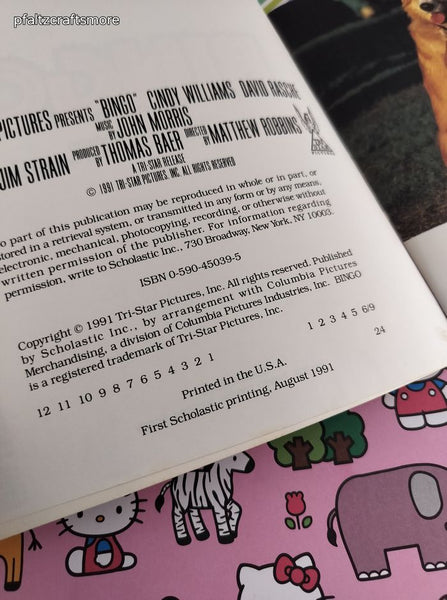 pfaltzcraftsmore
PICTURES PRESENTS "BINGO" CINDY WILLIAMS DAVID RASCHE
MUSIC BY JOHN MORRIS
JIM STRAIN PRODUCED BY THOMAS BAER DIRECTED BY MATTHEW ROBBINS
A TRI-STAR RELEASE
© 1991 TRI-STAR PICTURES, INC. ALL RIGHTS RESERVED
o part of this publication may be reproduced in whole or in part, or
tored in a retrieval system, or transmitted in any form or by any means,
electronic, mechanical, photocopying, recording, or otherwise without
written permission of the publisher. For information regarding
permission, write to Scholastic Inc., 730 Broadway, New York, NY 10003.
ISBN 0-590-45039-5
Copyright © 1991 Tri-Star Pictures, Inc. All rights reserved. Published
by Scholastic Inc., by arrangement with Columbia Pictures
Merchandising, a division of Columbia Pictures Industries, Inc. BINGO
is a registered trademark of Tri-Star Pictures, Inc.
12 11 10 9 8 7 6 5 4 3 2 1 1 2 3 4 5 6/9
24
Printed in the U.S.A.
First Scholastic printing, August 1991